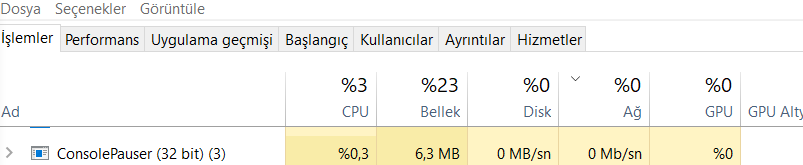 Dosya Seçenekler Görüntüle
İşlemler Performans Uygulama geçmişi Başlangıç Kullanıcılar Ayrıntılar Hizmetler
%3 %23 %0 %0 %0
Ad CPU Bellek Disk Ağ GPU GPU Alty
ConsolePauser (32 bit) (3) %0,3 6,3 MB 0 MB/sn 0 Mb/sn %0